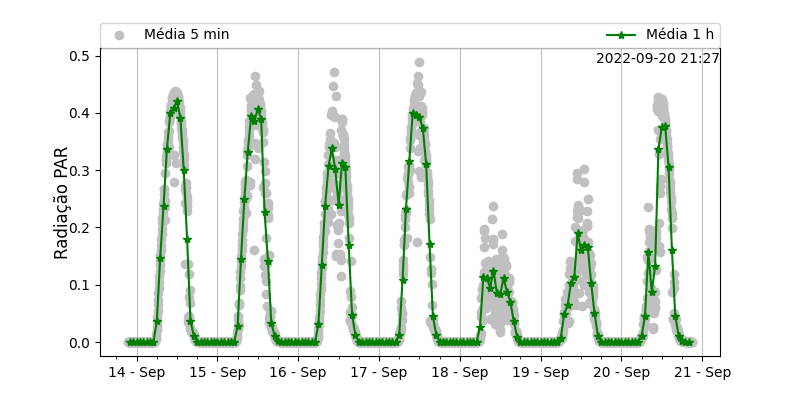 Média 5 min
Média 1 h
2022-09-20 21:27
0.5
0.4
0.3
0.2
0.1
0.0
Radiação PAR
14 - Sep
15 - Sep
16 - Sep
17 - Sep
18 - Sep
19 - Sep
20 - Sep
21 - Sep